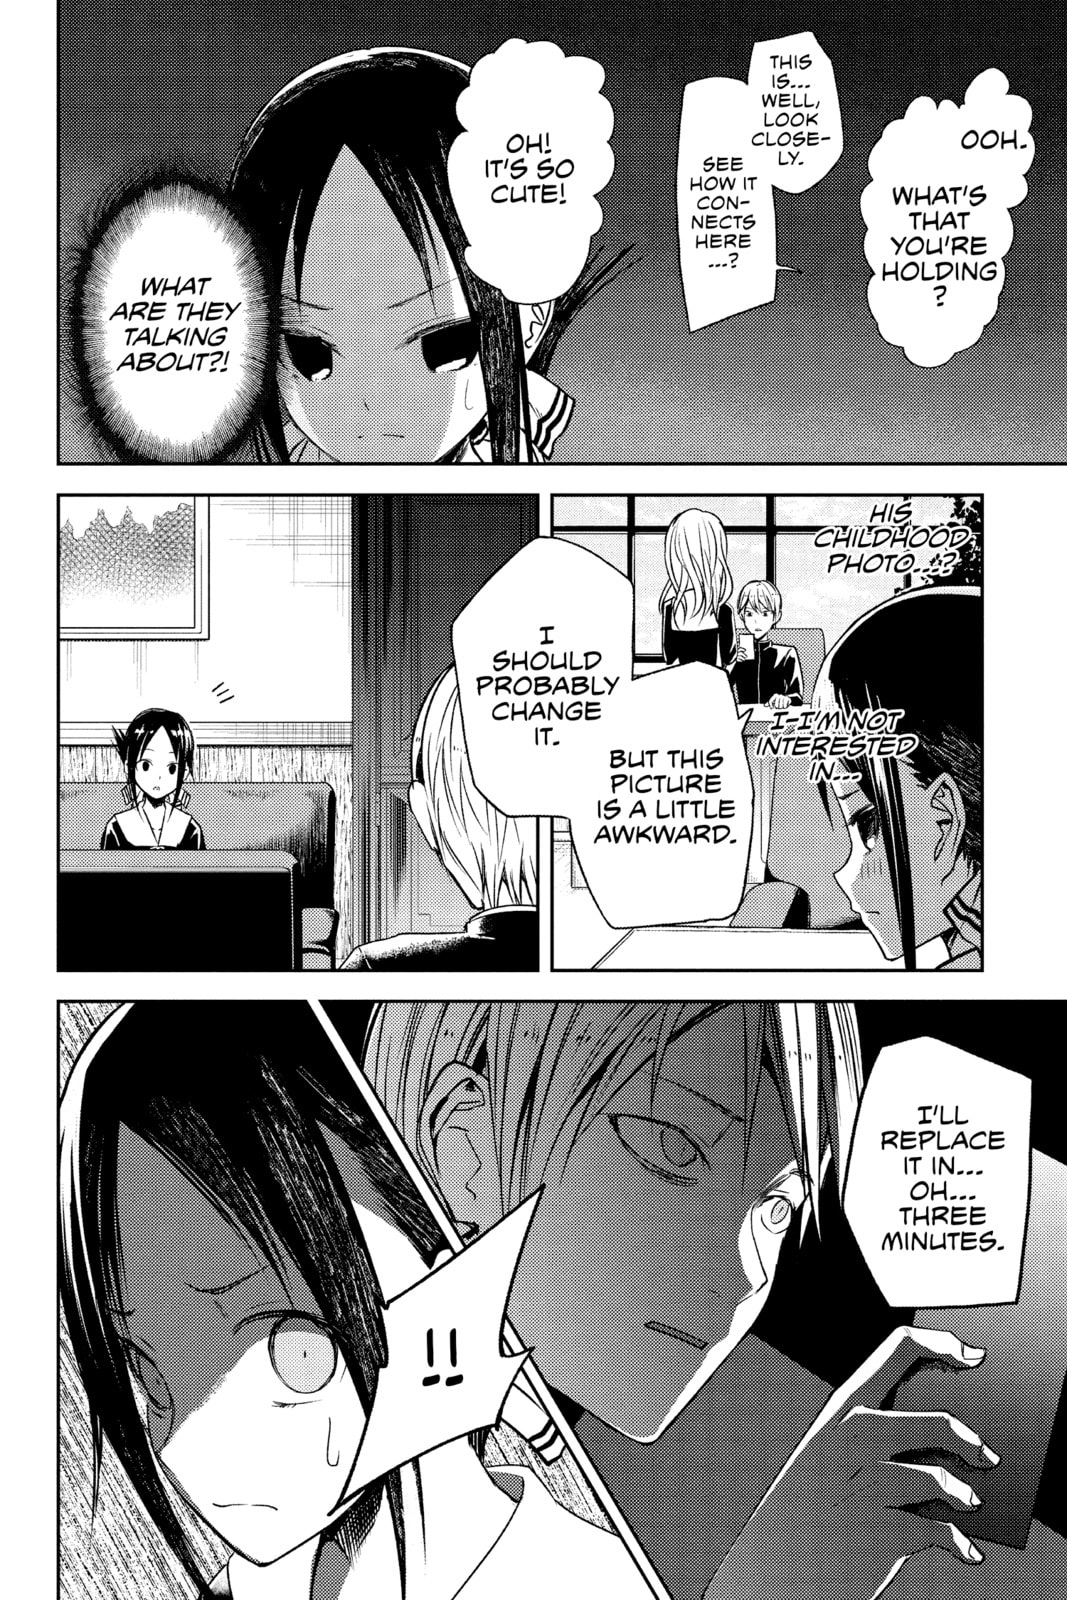 OOH.
WHAT'S
THAT
YOU'RE
HOLDING
?
THIS
IS...
WELL,
LOOK
CLOSE-
LY.
SEE
HOW IT
CON-
NECTS
HERE
...?
OH!
IT'S SO
CUTE!
WHAT
ARE THEY
TALKING
ABOUT?!
HIS
CHILDHOOD
PHOTO...?
I-I'M NOT
INTERESTED
IN...
I
SHOULD
PROBABLY
CHANGE
IT.
BUT THIS
PICTURE
IS A LITTLE
AWKWARD.
I'LL
REPLACE
IT IN...
OH...
THREE
MINUTES.
!!